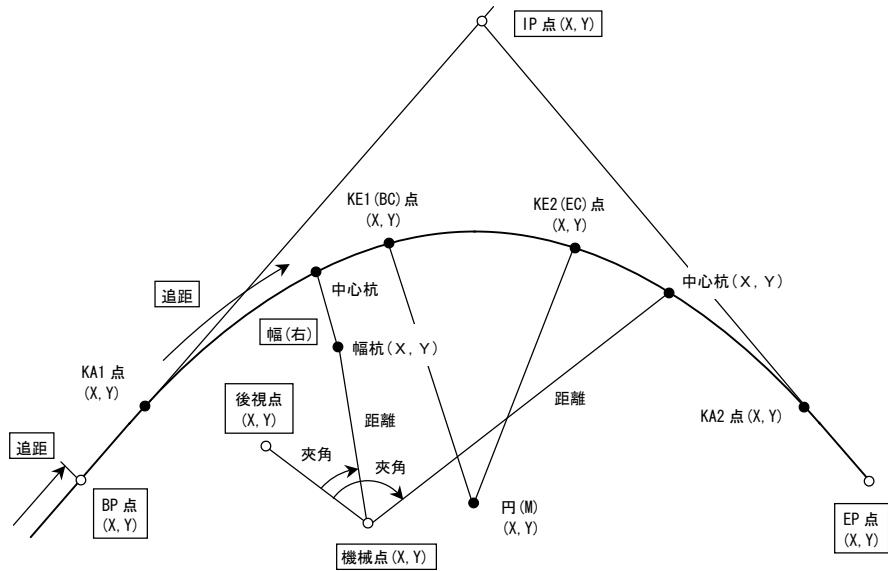 IP 点(X, Y)
KE1(BC)点
(X, Y)
KE2(EC)点
(X, Y)
追距
中心杭
中心杭(X, Y)
幅(右)
幅杭(X, Y)
KA1 点
(X, Y)
後視点
(X, Y)
距離
距離
KA2 点(X, Y)
追距
夾角
夾角
BP 点
(X, Y)
円(M)
(X, Y)
EP 点
(X, Y)
機械点(X, Y)